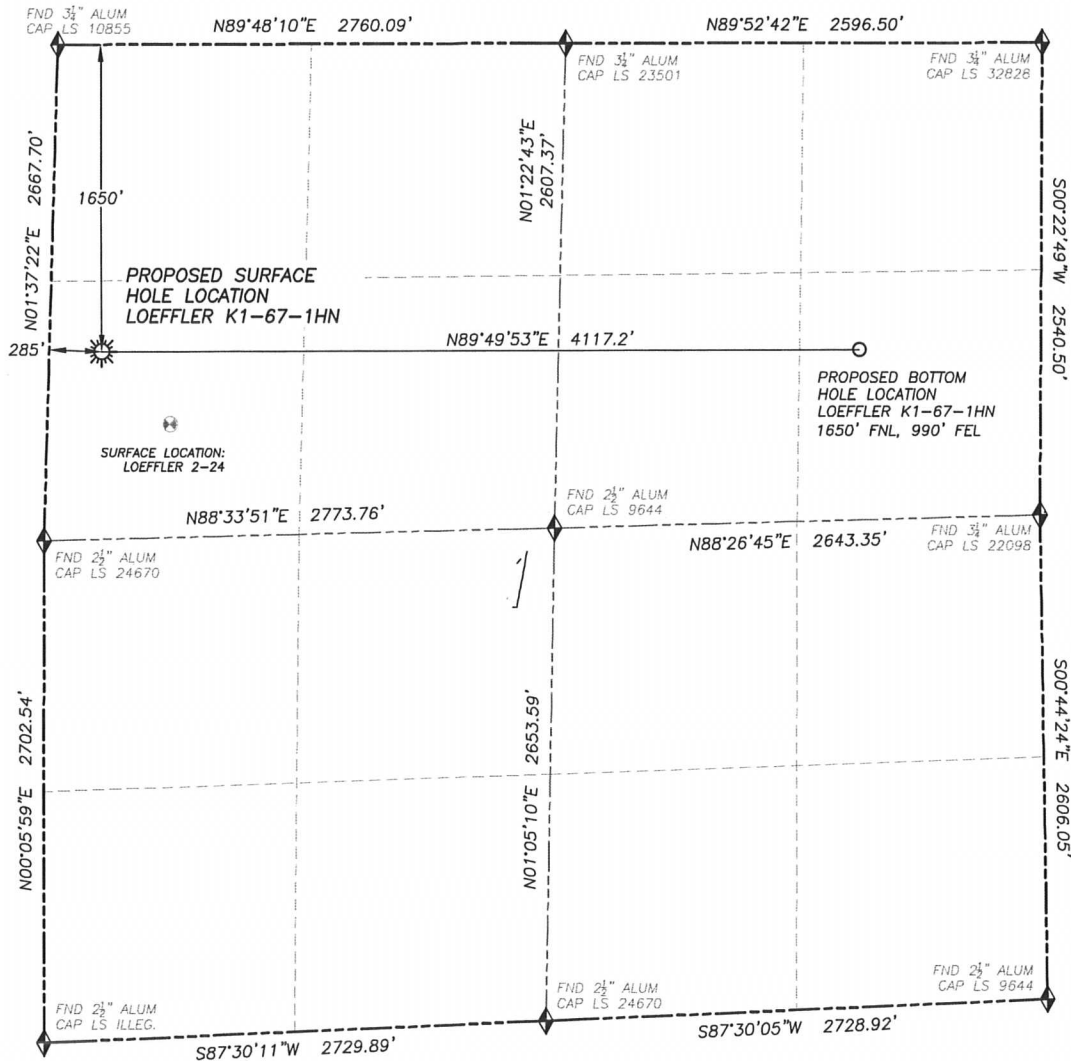 FND 3¼" ALUM
CAP LS 10855
N89°48'10"E 2760.09'
N89°52'42"E 2596.50'
FND 3¼" ALUM
CAP LS 23501
FND 3¼" ALUM
CAP LS 32828
N01°37'22"E 2667.70'
1650'
N01°22'43"E
2607.37'
S00°22'49"W 2540.50'
PROPOSED SURFACE
HOLE LOCATION
LOEFFLER K1-67-1HN
285'
N89°49'53"E 4117.2'
PROPOSED BOTTOM
HOLE LOCATION
LOEFFLER K1-67-1HN
1650' FNL, 990' FEL
SURFACE LOCATION:
LOEFFLER 2-24
N88°33'51"E 2773.76'
FND 2½" ALUM
CAP LS 9644
N88°26'45"E 2643.35'
FND 3¼" ALUM
CAP LS 22098
FND 2½" ALUM
CAP LS 24670
1
N00°05'59"E 2702.54'
N01°05'10"E 2653.59'
S00°44'24"E 2606.05'
FND 2½" ALUM
CAP LS ILLEG.
FND 2½" ALUM
CAP LS 24670
FND 2½" ALUM
CAP LS 9644
S87°30'11"W 2729.89'
S87°30'05"W 2728.92'